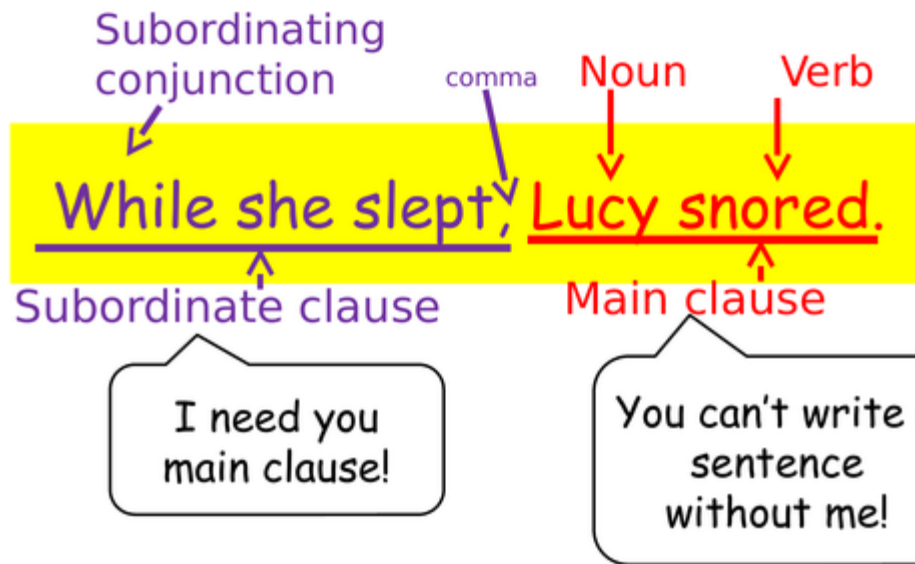 Subordinating
conjunction
comma
Noun
Verb
While she slept, Lucy snored.
Subordinate clause
Main clause
I need you
main clause!
You can't write
sentence
without me!